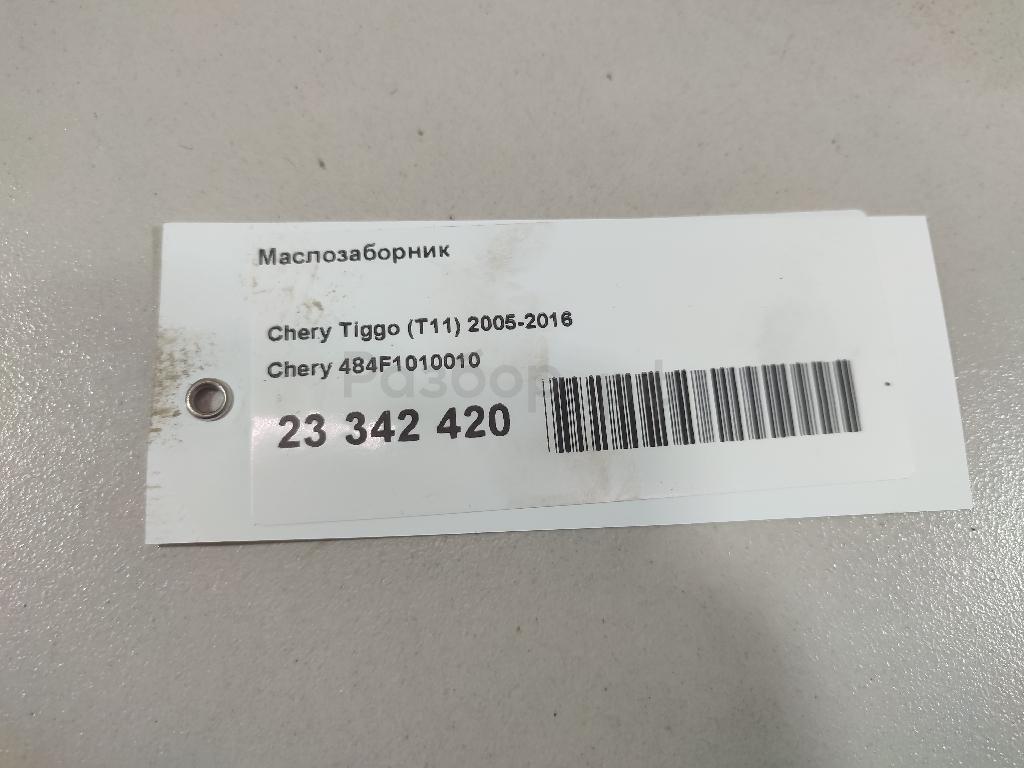 Маслозаборник
Chery Tiggo (T11) 2005-2016
Chery 484F1010010
23 342 420